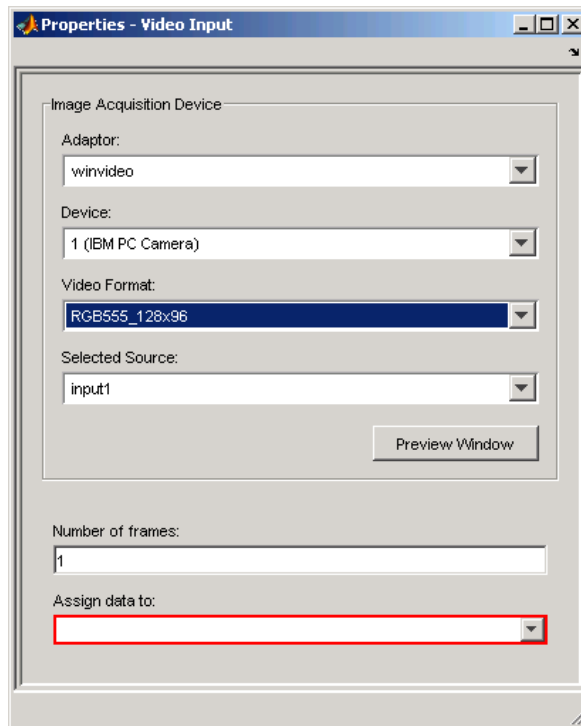 Properties - Video Input
Image Acquisition Device
Adaptor:
winvideo
Device:
1 (IBM PC Camera)
Video Format:
RGB555_128x96
Selected Source:
input1
Preview Window
Number of frames:
1
Assign data to: